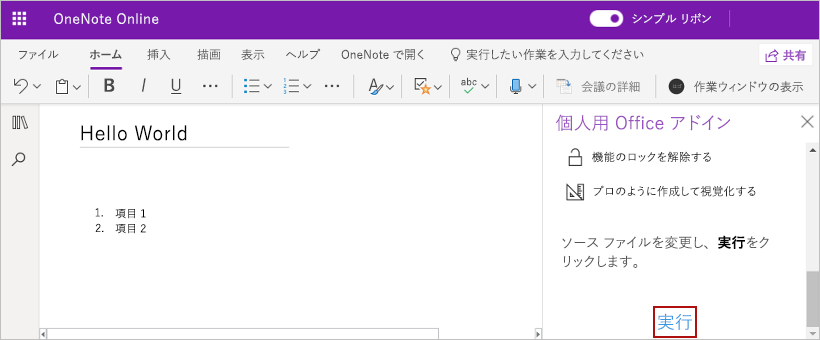 OneNote Online シンプル リボン
ファイル ホーム 挿入 描画 表示 ヘルプ OneNote で開く 実行したい作業を入力してください 共有
B I U ... abc 会議の詳細 作業ウィンドウの表示
Hello World
1. 項目 1
2. 項目 2
個人用 Office アドイン
機能のロックを解除する
プロのように作成して視覚化する
ソース ファイルを変更し、実行をク
リックします。
実行